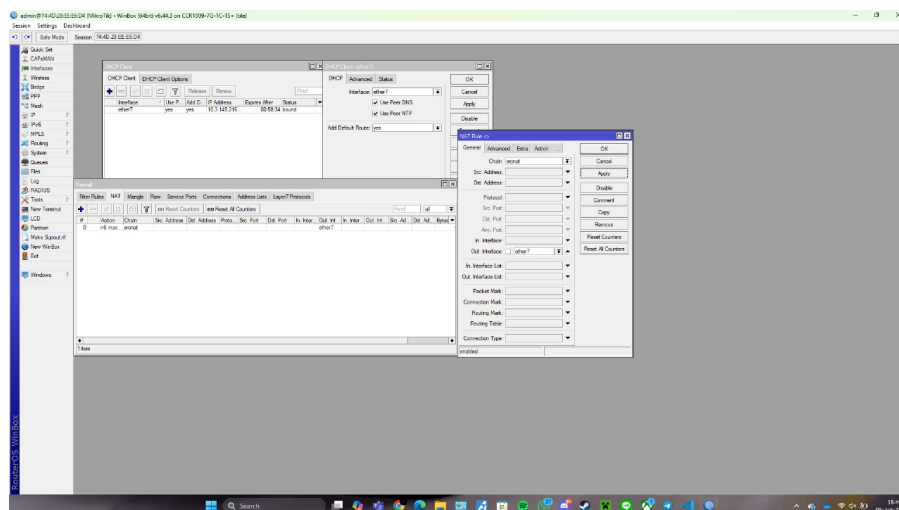 admin@74:4D:28:EE:E6:D4 (MikroTik) - WinBox (64bit) v6.44.3 on CCR1009-7G-1C-1S+ (tile)
Session Settings Dashboard
Safe Mode Session: 74:4D:28:EE:E6:D4
Quick Set
CAPsMAN
Interfaces
Wireless
Bridge
PPP
Mesh
IP
IPv6
MPLS
Routing
System
Queues
Files
Log
RADIUS
Tools
New Terminal
LCD
Partition
Make Supout.rif
New WinBox
Exit
Windows
RouterOS WinBox
DHCP Client
DHCP Client DHCP Client Options
Release Renew Find
Interface Use P... Add D... IP Address Expires After Status
ether7 yes yes 10.3.145.216... 00:58:34 bound
DHCP Client <ether7>
DHCP Advanced Status
Interface: ether7
Use Peer DNS
Use Peer NTP
Add Default Route: yes
OK
Cancel
Apply
Disable
Firewall
Filter Rules NAT Mangle Raw Service Ports Connections Address Lists Layer7 Protocols
Reset Counters Reset All Counters Find all
# Action Chain Src. Address Dst. Address Proto... Src. Port Dst. Port In. Inter... Out. Int... In. Inter... Out. Int... Src. Ad... Dst. Ad... Bytes
0 mas... srcnat ether7
1 item
NAT Rule <>
General Advanced Extra Action ...
Chain: srcnat
Src. Address:
Dst. Address:
Protocol:
Src. Port:
Dst. Port:
Any. Port:
In. Interface:
Out. Interface: ether7
In. Interface List:
Out. Interface List:
Packet Mark:
Connection Mark:
Routing Mark:
Routing Table:
Connection Type:
OK
Cancel
Apply
Disable
Comment
Copy
Remove
Reset Counters
Reset All Counters
enabled
Search